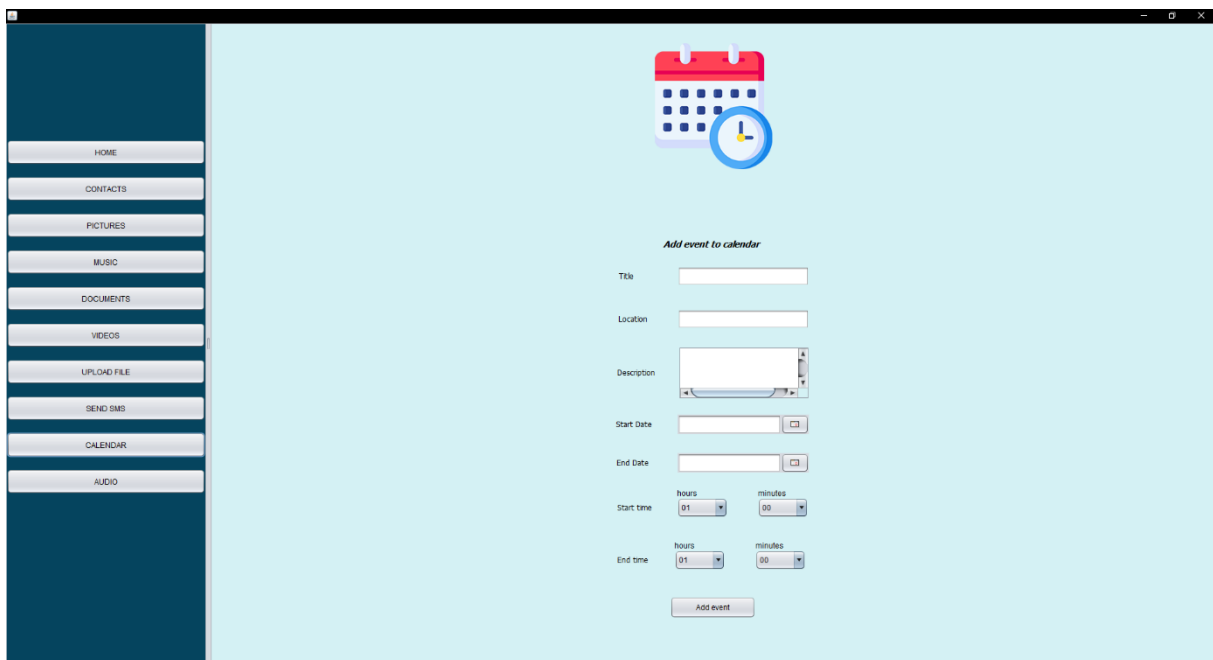 HOME
CONTACTS
PICTURES
MUSIC
DOCUMENTS
VIDEOS
UPLOAD FILE
SEND SMS
CALENDAR
AUDIO
Add event to calendar
Title
Location
Description
Start Date
End Date
hours minutes
Start time 01 00
hours minutes
End time 01 00
Add event